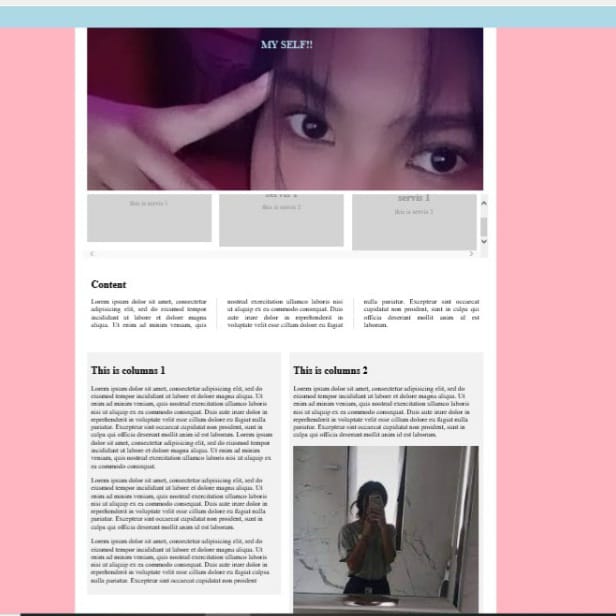 MY SELF!!
this is servis 1
servis 2
this is servis 2
servis 1
this is servis 3
Content
Lorem ipsum dolor sit amet, consectetur
adipisicing elit, sed do eiusmod tempor
incididunt ut labore et dolore magna
aliqua. Ut enim ad minim veniam, quis
nostrud exercitation ullamco laboris nisi
ut aliquip ex ea commodo consequat. Duis
aute irure dolor in reprehenderit in
voluptate velit esse cillum dolore eu fugiat
nulla pariatur. Excepteur sint occaecat
cupidatat non proident, sunt in culpa qui
officia deserunt mollit anim id est
laborum.
This is columns 1
Lorem ipsum dolor sit amet, consectetur adipisicing elit, sed do
eiusmod tempor incididunt ut labore et dolore magna aliqua. Ut
enim ad minim veniam, quis nostrud exercitation ullamco laboris
nisi ut aliquip ex ea commodo consequat. Duis aute irure dolor in
reprehenderit in voluptate velit esse cillum dolore eu fugiat nulla
pariatur. Excepteur sint occaecat cupidatat non proident, sunt in
culpa qui officia deserunt mollit anim id est laborum. Lorem ipsum
dolor sit amet, consectetur adipisicing elit, sed do eiusmod tempor
incididunt ut labore et dolore magna aliqua. Ut enim ad minim
veniam, quis nostrud exercitation ullamco laboris nisi ut aliquip ex
ea commodo consequat.
Lorem ipsum dolor sit amet, consectetur adipisicing elit, sed do
eiusmod tempor incididunt ut labore et dolore magna aliqua. Ut
enim ad minim veniam, quis nostrud exercitation ullamco laboris
nisi ut aliquip ex ea commodo consequat. Duis aute irure dolor in
reprehenderit in voluptate velit esse cillum dolore eu fugiat nulla
pariatur. Excepteur sint occaecat cupidatat non proident, sunt in
culpa qui officia deserunt mollit anim id est laborum.
Lorem ipsum dolor sit amet, consectetur adipisicing elit, sed do
eiusmod tempor incididunt ut labore et dolore magna aliqua. Ut
enim ad minim veniam, quis nostrud exercitation ullamco laboris
nisi ut aliquip ex ea commodo consequat. Duis aute irure dolor in
reprehenderit in voluptate velit esse cillum dolore eu fugiat culpa
nulla pariatur. Excepteur sint occaecat cupidatat non proident
This is columns 2
Lorem ipsum dolor sit amet, consectetur adipisicing elit, sed do
eiusmod tempor incididunt ut labore et dolore magna aliqua. Ut
enim ad minim veniam, quis nostrud exercitation ullamco laboris
nisi ut aliquip ex ea commodo consequat. Duis aute irure dolor in
reprehenderit in voluptate velit esse cillum dolore eu fugiat nulla
pariatur. Excepteur sint occaecat cupidatat non proident, sunt in
culpa qui officia deserunt mollit anim id est laborum.